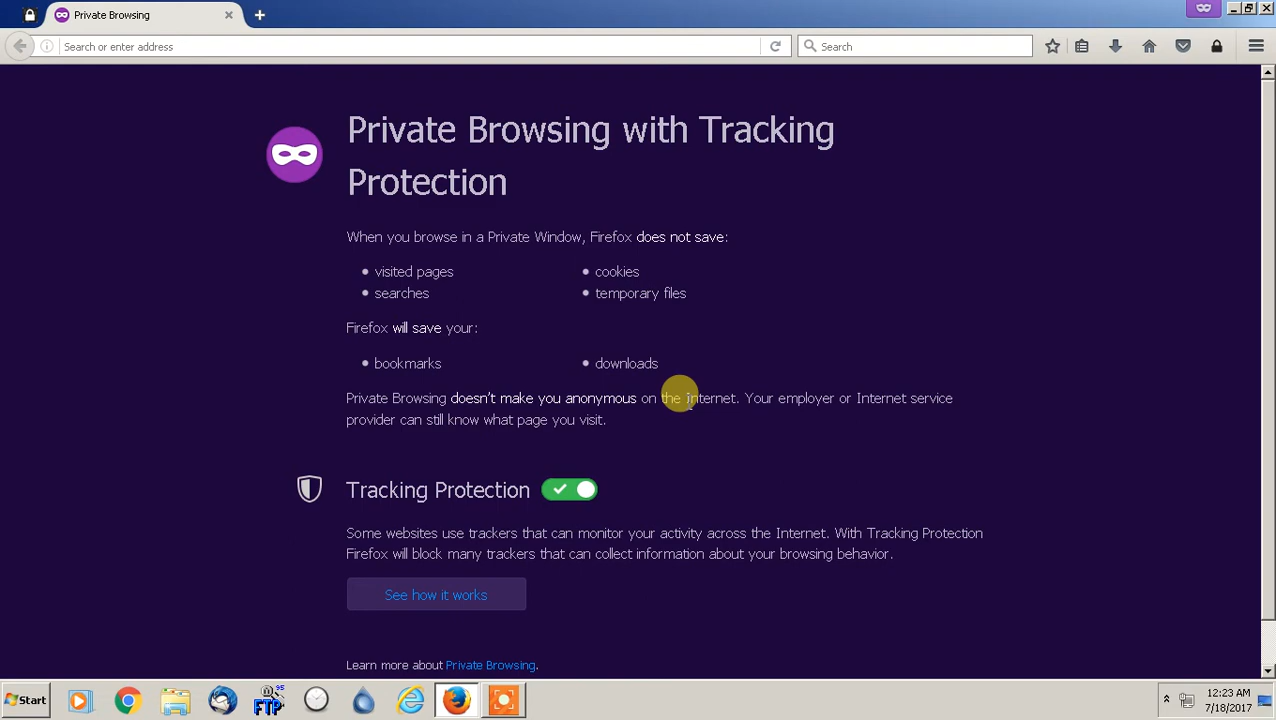 Private Browsing
Search or enter address
Search
Private Browsing with Tracking
Protection
When you browse in a Private Window, Firefox does not save:
• visited pages
• cookies
• searches
• temporary files
Firefox will save your:
• bookmarks
• downloads
Private Browsing doesn't make you anonymous on the Internet. Your employer or Internet service
provider can still know what page you visit.
Tracking Protection
Some websites use trackers that can monitor your activity across the Internet. With Tracking Protection
Firefox will block many trackers that can collect information about your browsing behavior.
See how it works
Learn more about Private Browsing.
Start
FTP
12:23 AM
7/18/2017